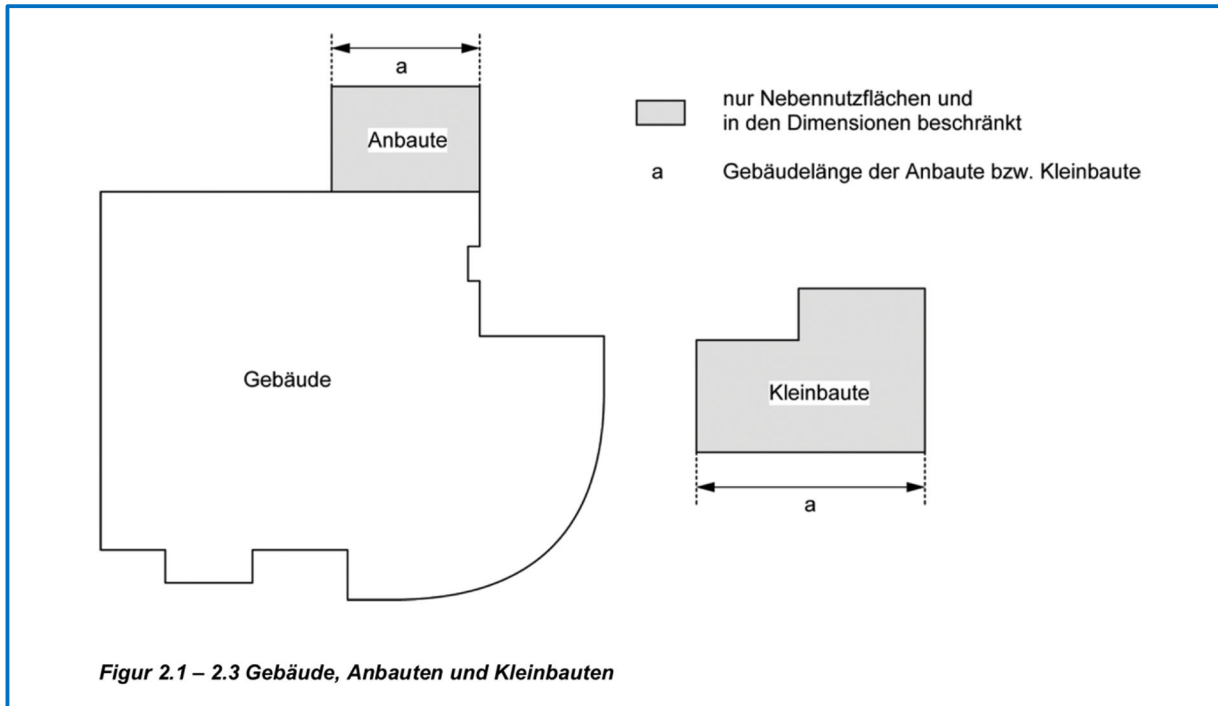 a
Anbaute
nur Nebennutzflächen und
in den Dimensionen beschränkt
a Gebäudelänge der Anbaute bzw. Kleinbaute
Gebäude
Kleinbaute
a
Figur 2.1 – 2.3 Gebäude, Anbauten und Kleinbauten